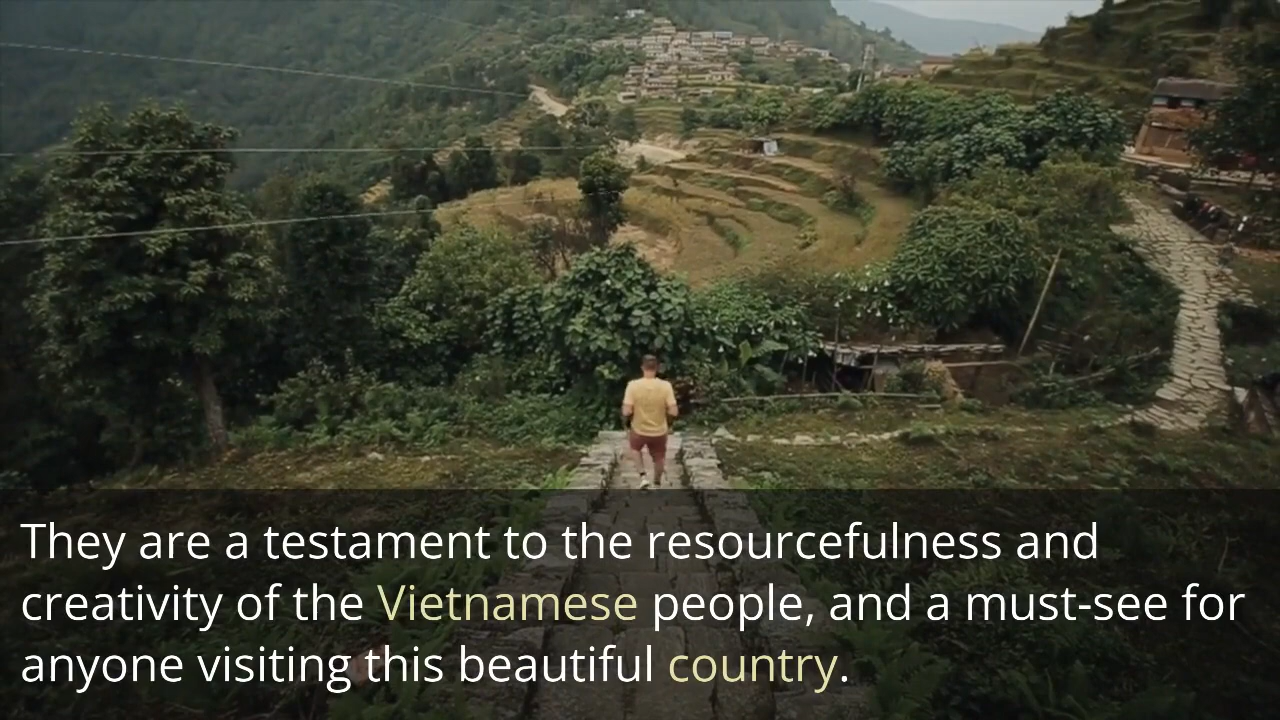 They are a testament to the resourcefulness and
creativity of the Vietnamese people, and a must-see for
anyone visiting this beautiful country.